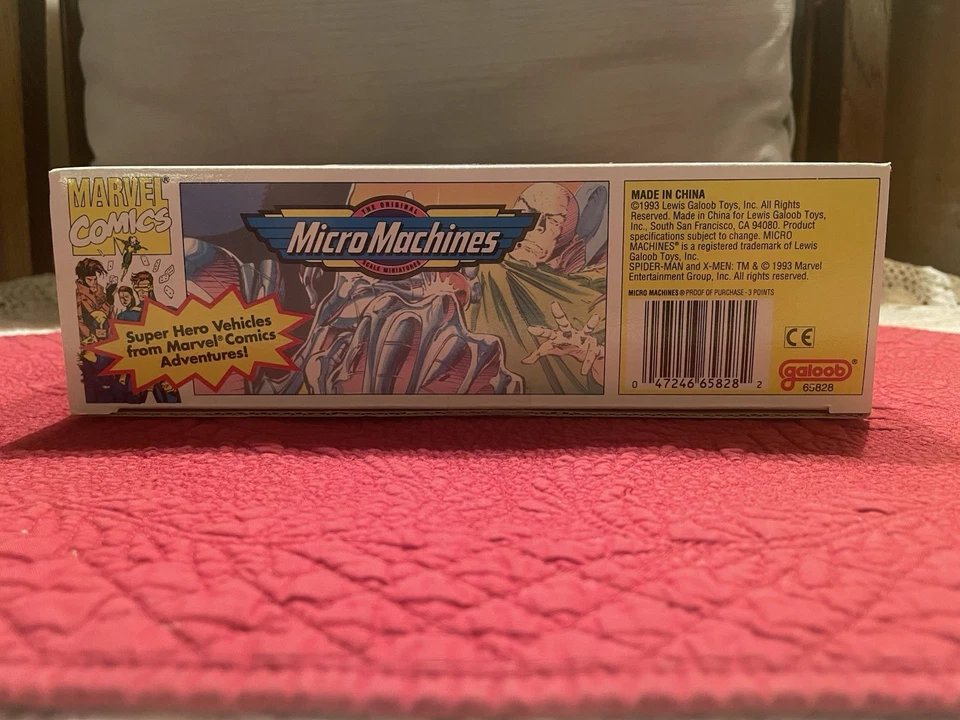 MARVEL®
COMICS
Super Hero Vehicles
from Marvel® Comics
Adventures!
THE ORIGINAL
Micro Machines
SCALE MINIATURES
MADE IN CHINA
©1993 Lewis Galoob Toys, Inc. All Rights
Reserved. Made in China for Lewis Galoob Toys,
Inc., South San Francisco, CA 94080. Product
specifications subject to change. MICRO
MACHINES® is a registered trademark of Lewis
Galoob Toys, Inc.
SPIDER-MAN and X-MEN: TM & © 1993 Marvel
Entertainment Group, Inc. All rights reserved.
MICRO MACHINES® PROOF OF PURCHASE - 3 POINTS
0 47246 65828 2
CE
galoob®
65828